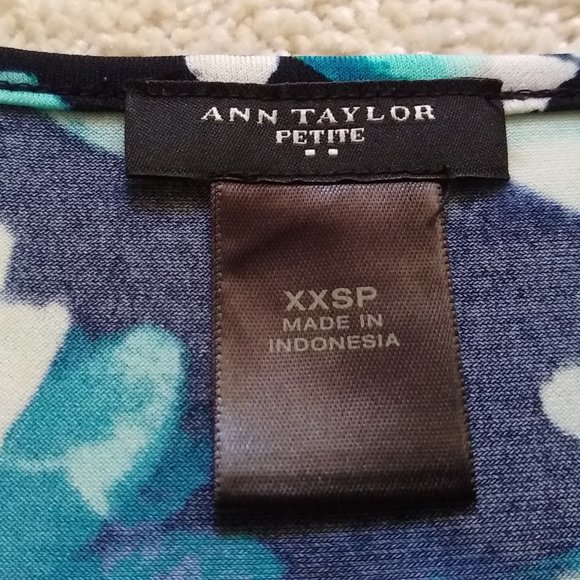 ANN TAYLOR
PETITE
XXSP
MADE IN
INDONESIA